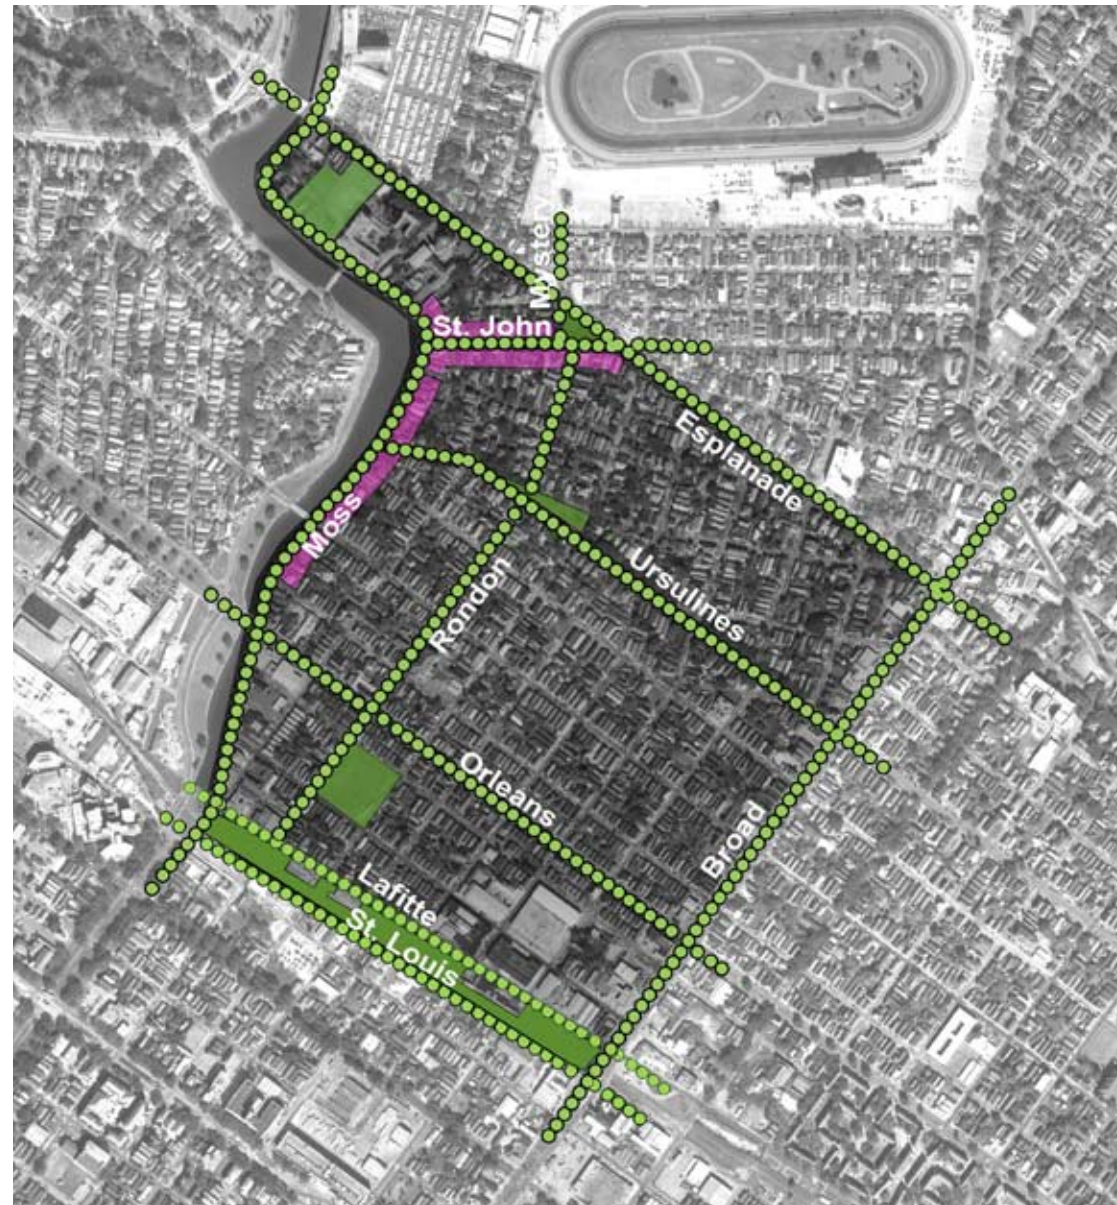 Mystery
St. John
Esplanade
Moss
Ursulines
Rondon
Orleans
Broad
Lafitte
St. Louis